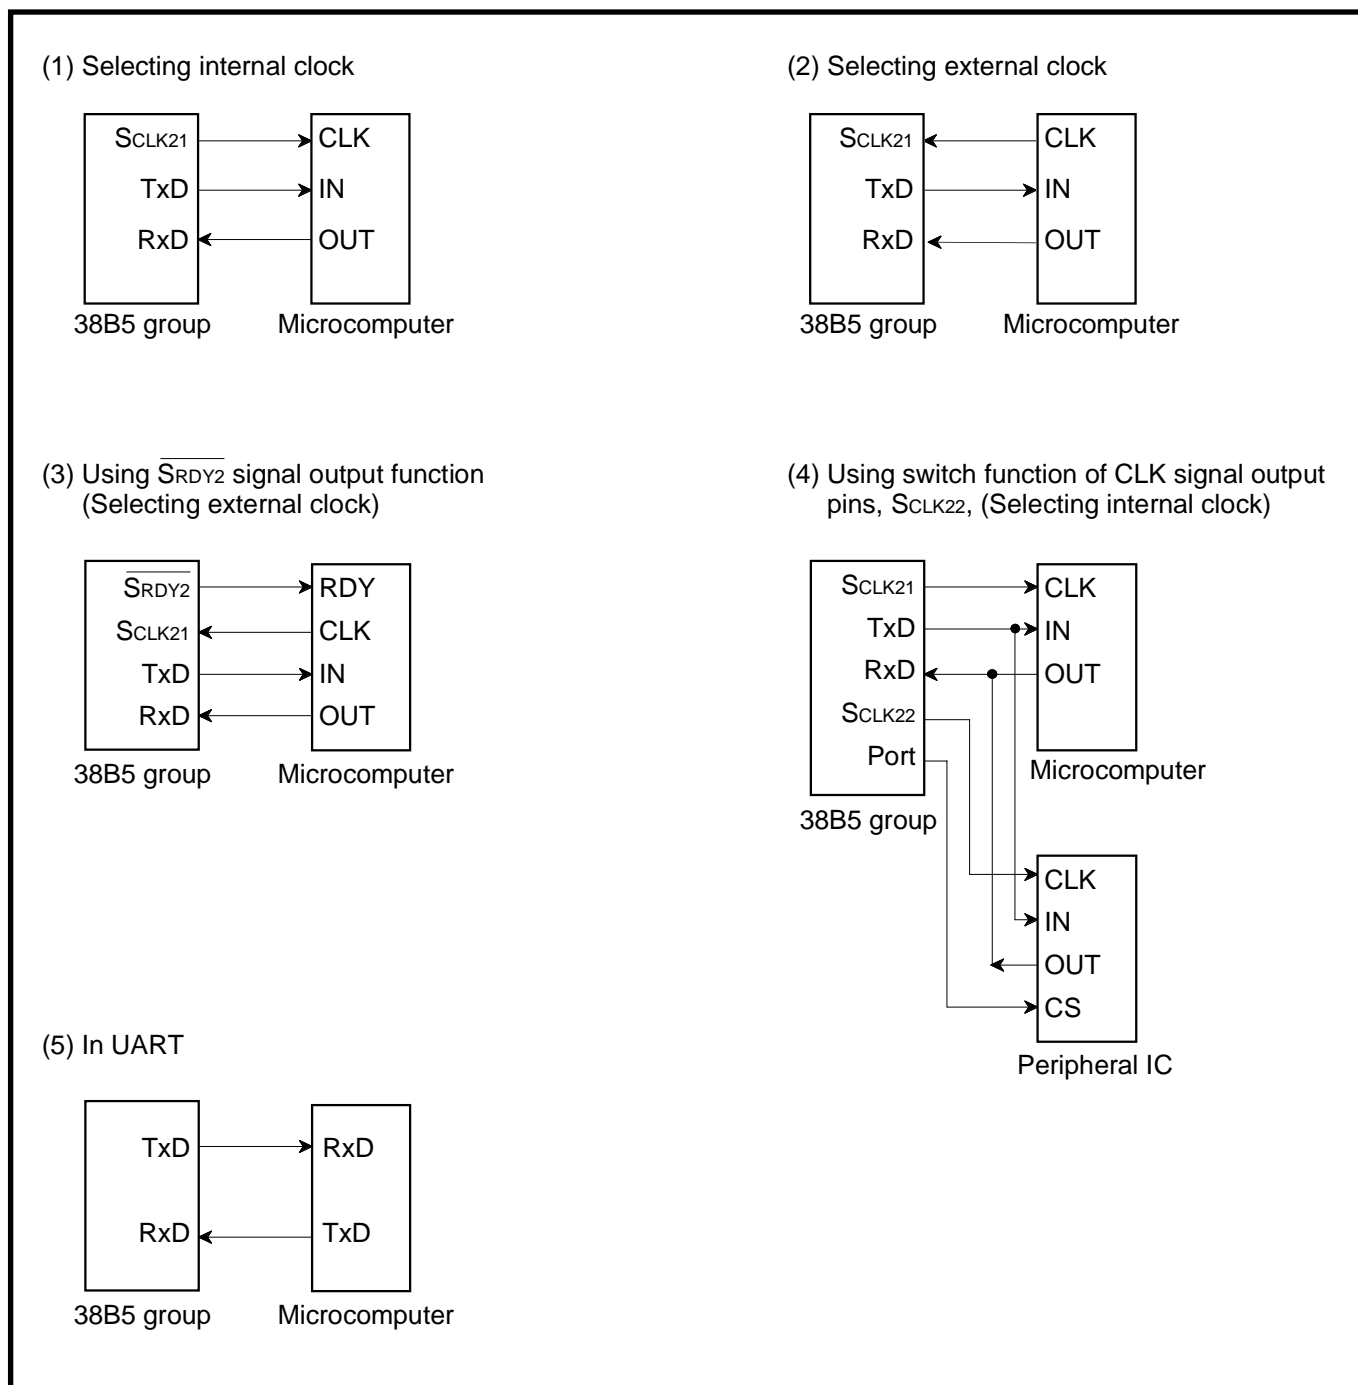 (1) Selecting internal clock
SCLK21
TxD
RxD
CLK
IN
OUT
38B5 group
Microcomputer
(2) Selecting external clock
SCLK21
TxD
RxD
CLK
IN
OUT
38B5 group
Microcomputer
(3) Using SRDY2 signal output function
(Selecting external clock)
SRDY2
SCLK21
TxD
RxD
RDY
CLK
IN
OUT
38B5 group
Microcomputer
(4) Using switch function of CLK signal output
pins, SCLK22, (Selecting internal clock)
SCLK21
TxD
RxD
SCLK22
Port
38B5 group
CLK
IN
OUT
Microcomputer
CLK
IN
OUT
CS
Peripheral IC
(5) In UART
TxD
RxD
RxD
TxD
38B5 group
Microcomputer